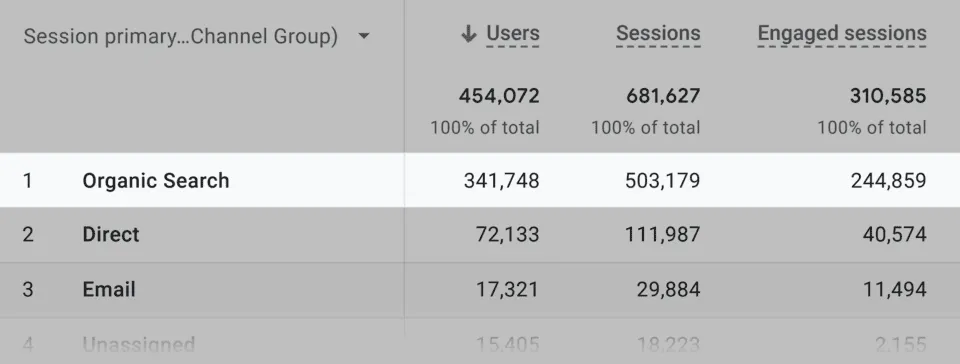 Session primary...Channel Group) Users Sessions Engaged sessions
454,072 681,627 310,585
100% of total 100% of total 100% of total
1 Organic Search 341,748 503,179 244,859
2 Direct 72,133 111,987 40,574
3 Email 17,321 29,884 11,494
4 Unassigned 15,405 18,223 2,155